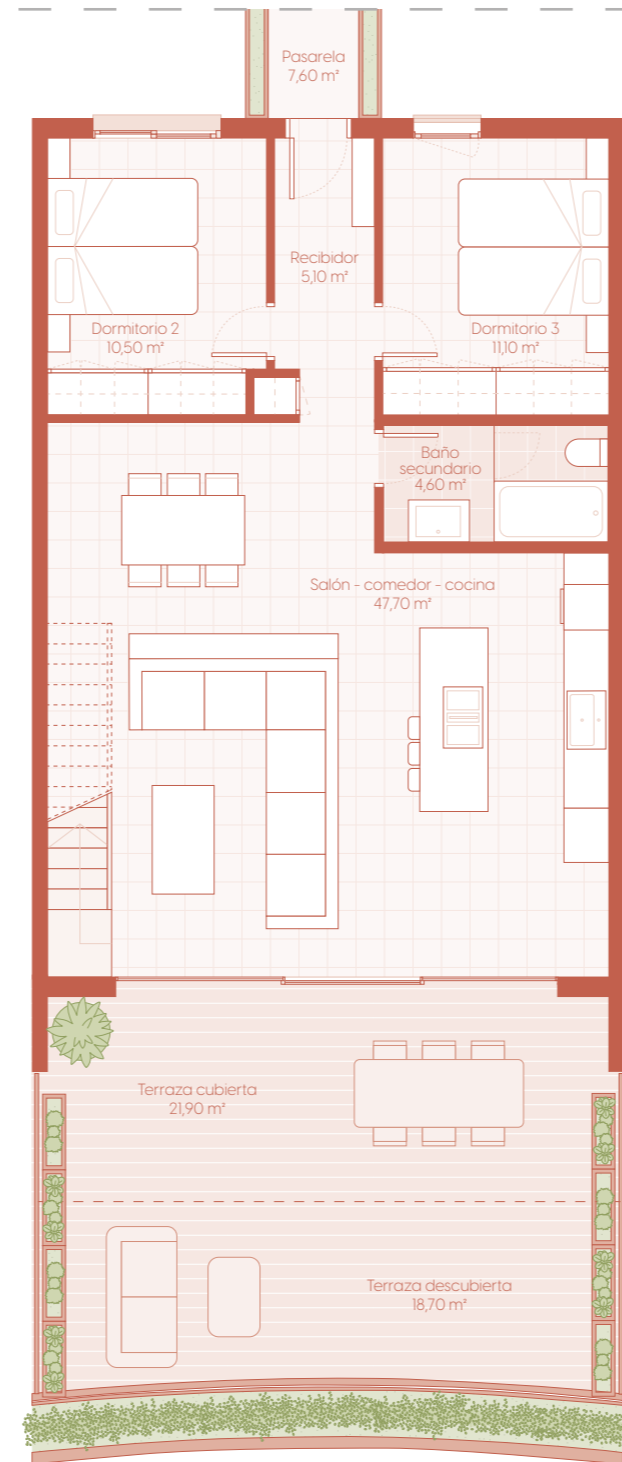 Pasarela
7,60 m²
Recibidor
5,10 m²
Dormitorio 2
10,50 m²
Dormitorio 3
11,10 m²
Baño
secundario
4,60 m²
Salón - comedor - cocina
47,70 m²
Terraza cubierta
21,90 m²
Terraza descubierta
18,70 m²